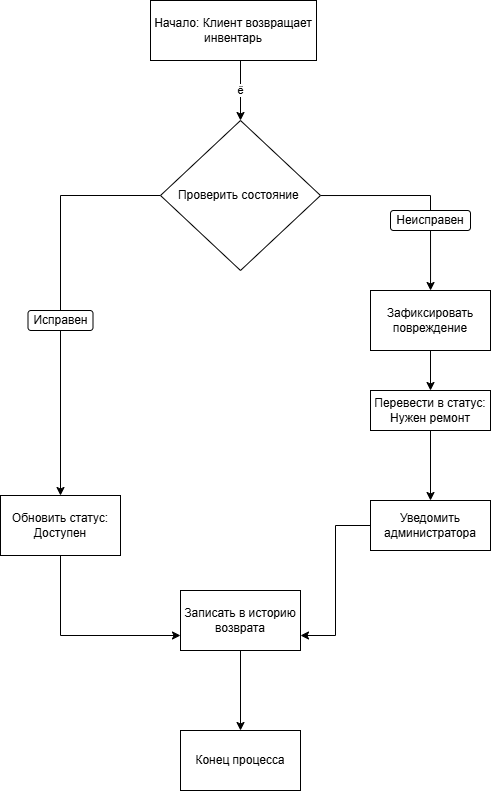 Начало: Клиент возвращает
инвентарь
ё
Проверить состояние
Неисправен
Исправен
Зафиксировать
повреждение
Перевести в статус:
Нужен ремонт
Обновить статус:
Доступен
Уведомить
администратора
Записать в историю
возврата
Конец процесса